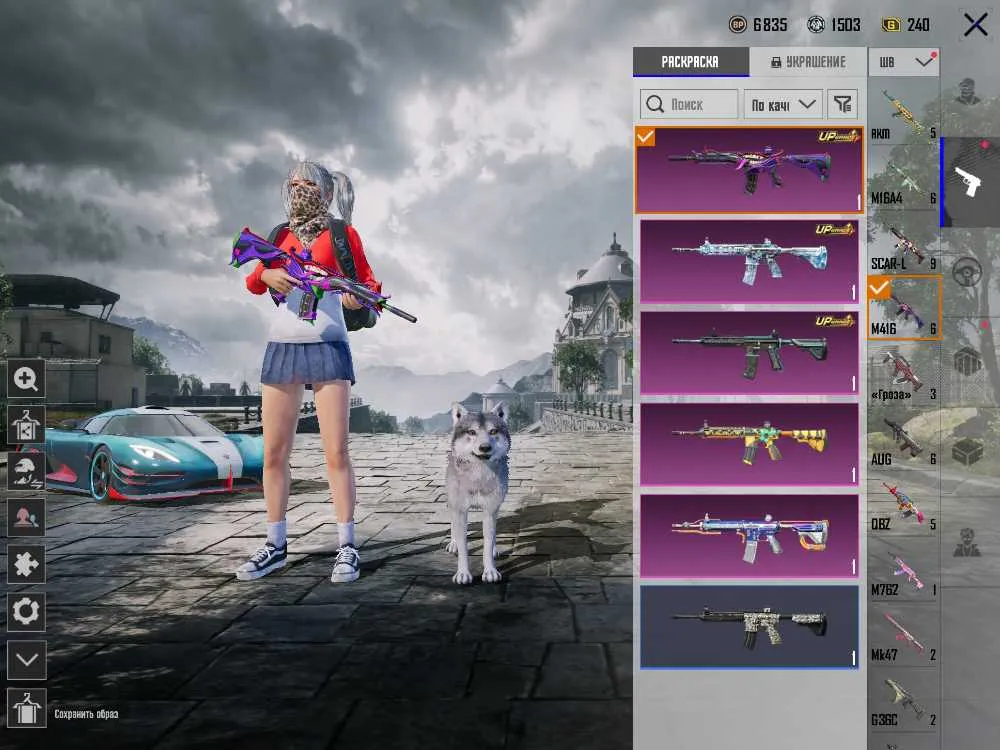 6835 1503 240
РАСКРАСКА УКРАШЕНИЕ ШВ
Поиск По кач
АКМ 5
M16A4 6
SCAR-L 9
M416 6
«Гроза» 3
AUG 6
QBZ 5
M762 1
Mk47 2
G36C 2
UP
1
UP
1
UP
1
1
1
1
Сохранить образ